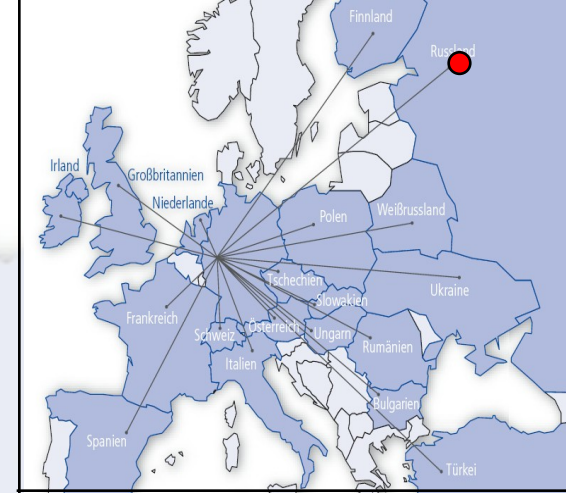 Finnland
Russland
Irland
Großbritannien
Niederlande
Polen
Weißrussland
Tschechien
Ukraine
Slowakien
Frankreich
Schweiz
Österreich
Ungarn
Rumänien
Italien
Bulgarien
Spanien
Türkei